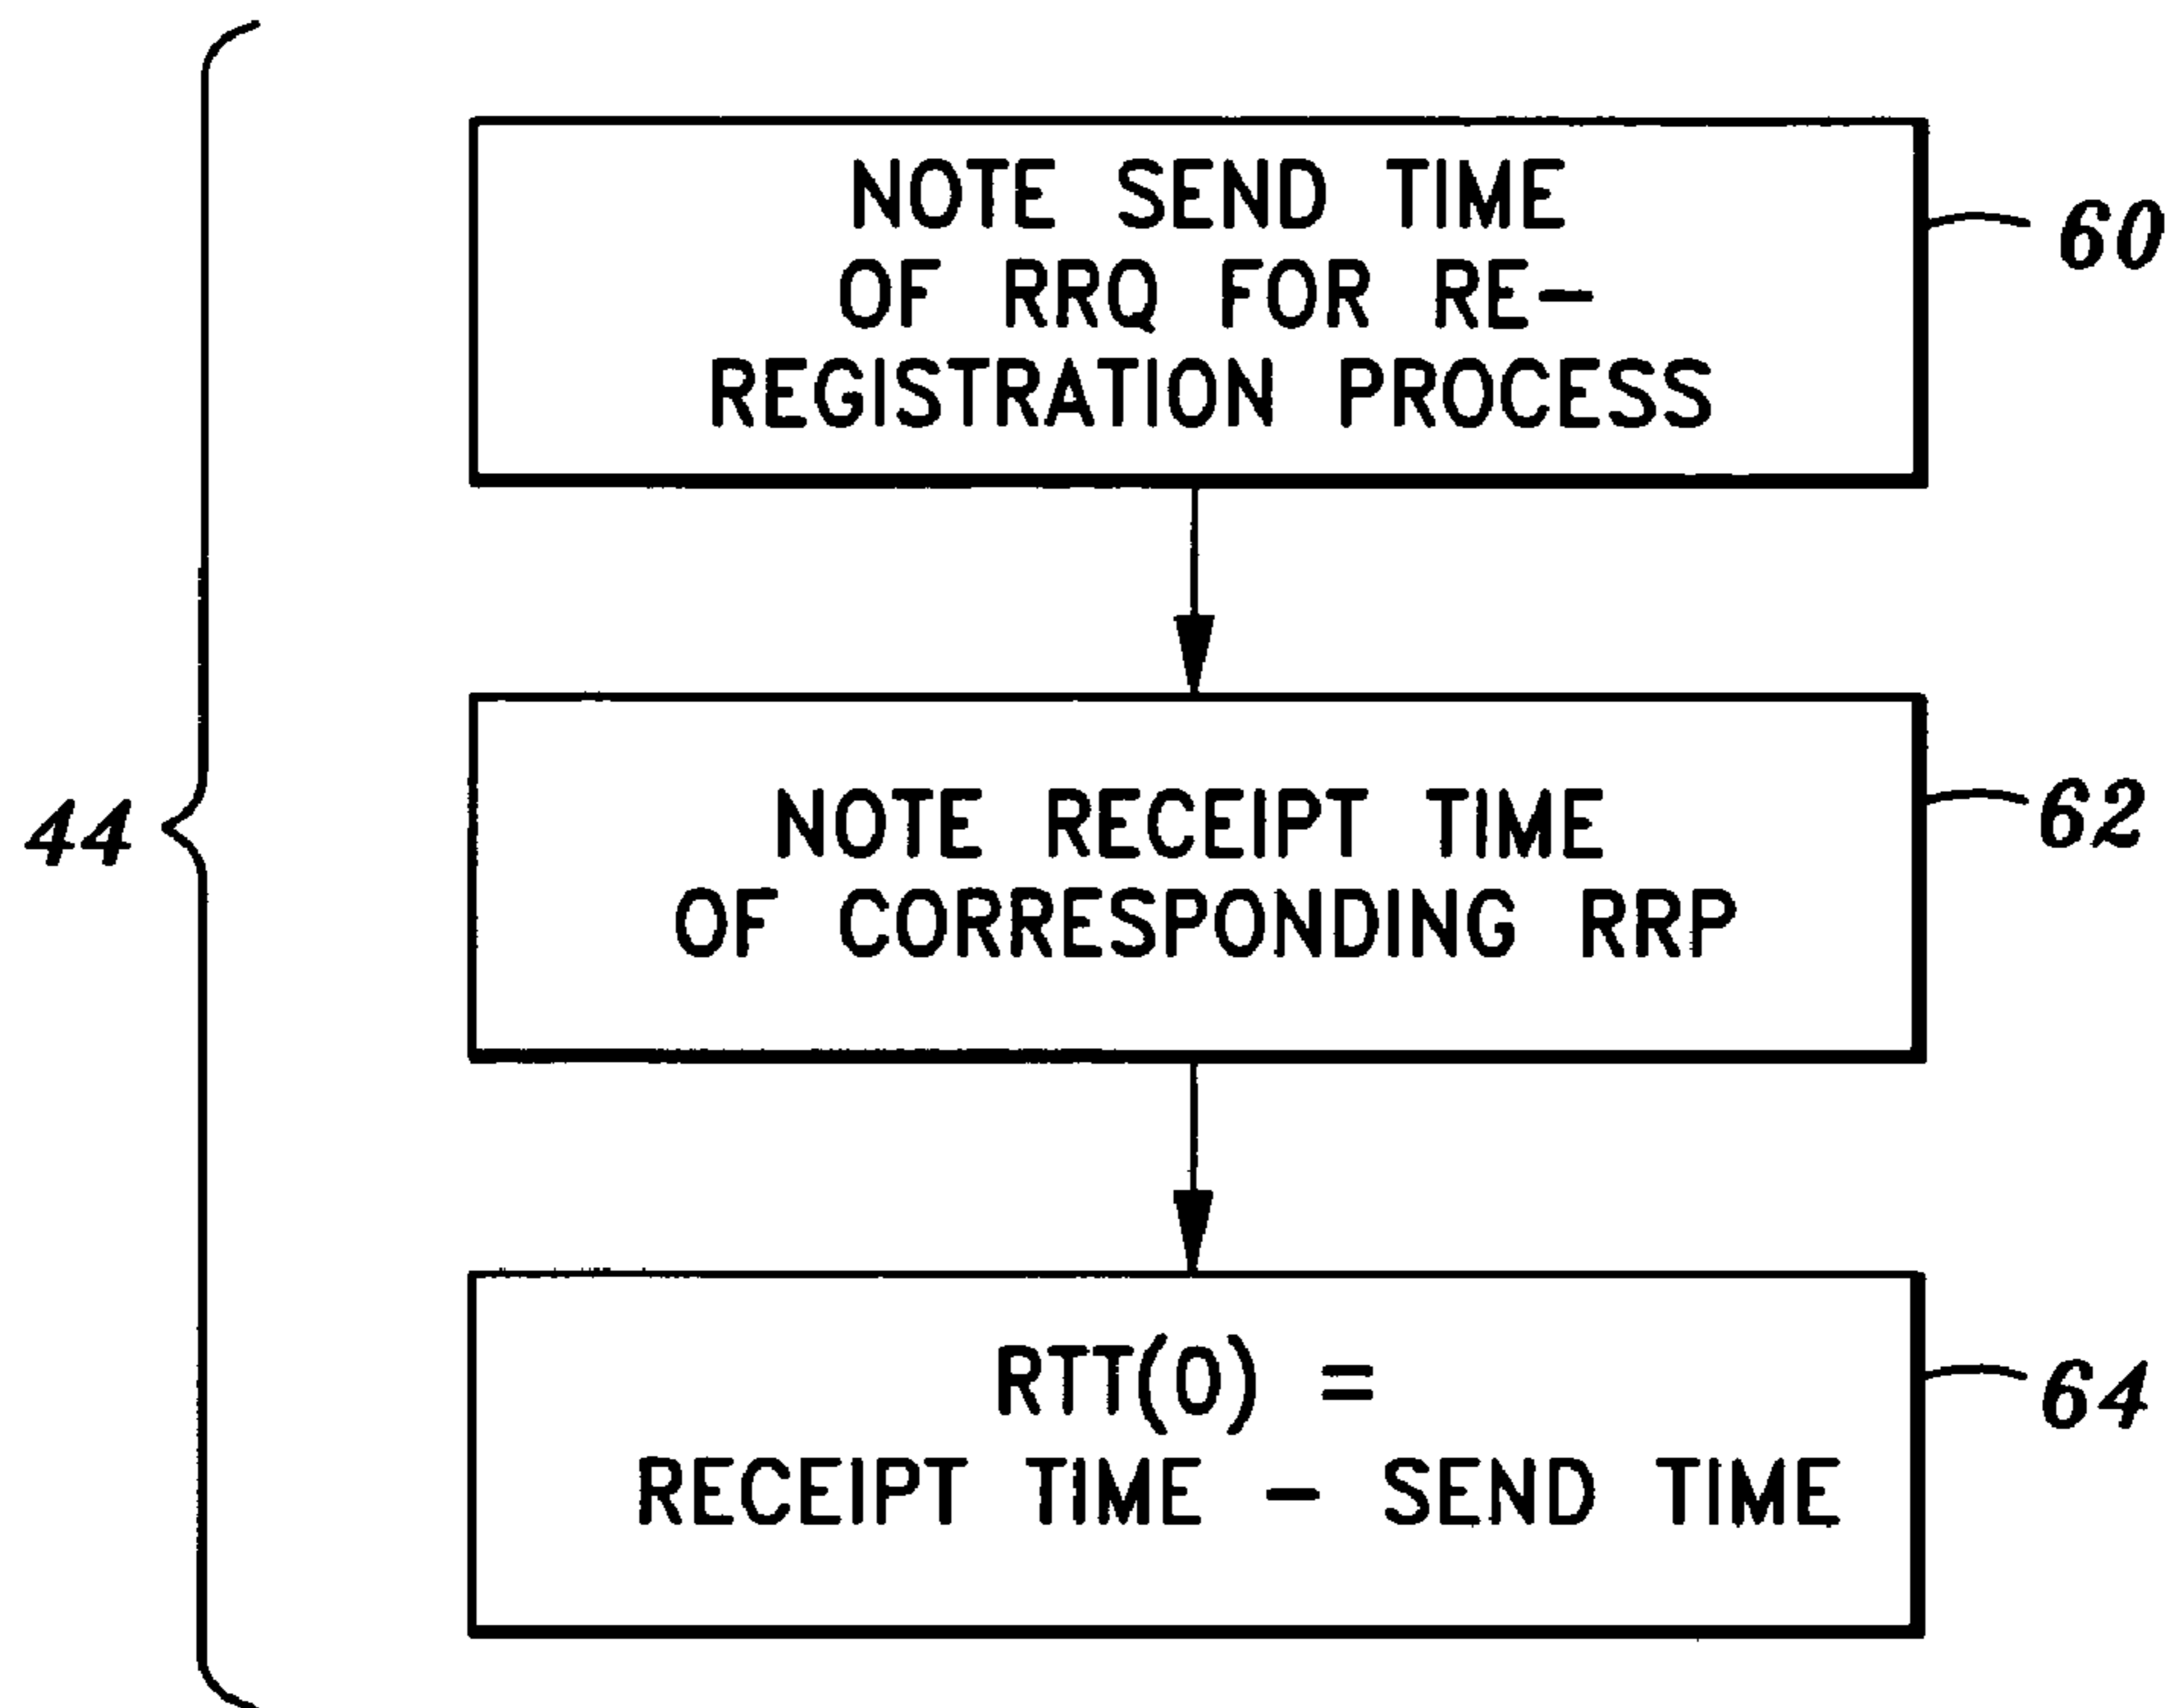 NOTE SEND TIME
OF RRQ FOR RE-
REGISTRATION PROCESS
60
NOTE RECEIPT TIME
OF CORRESPONDING RRP
62
44
RTT(0) =
RECEIPT TIME - SEND TIME
64